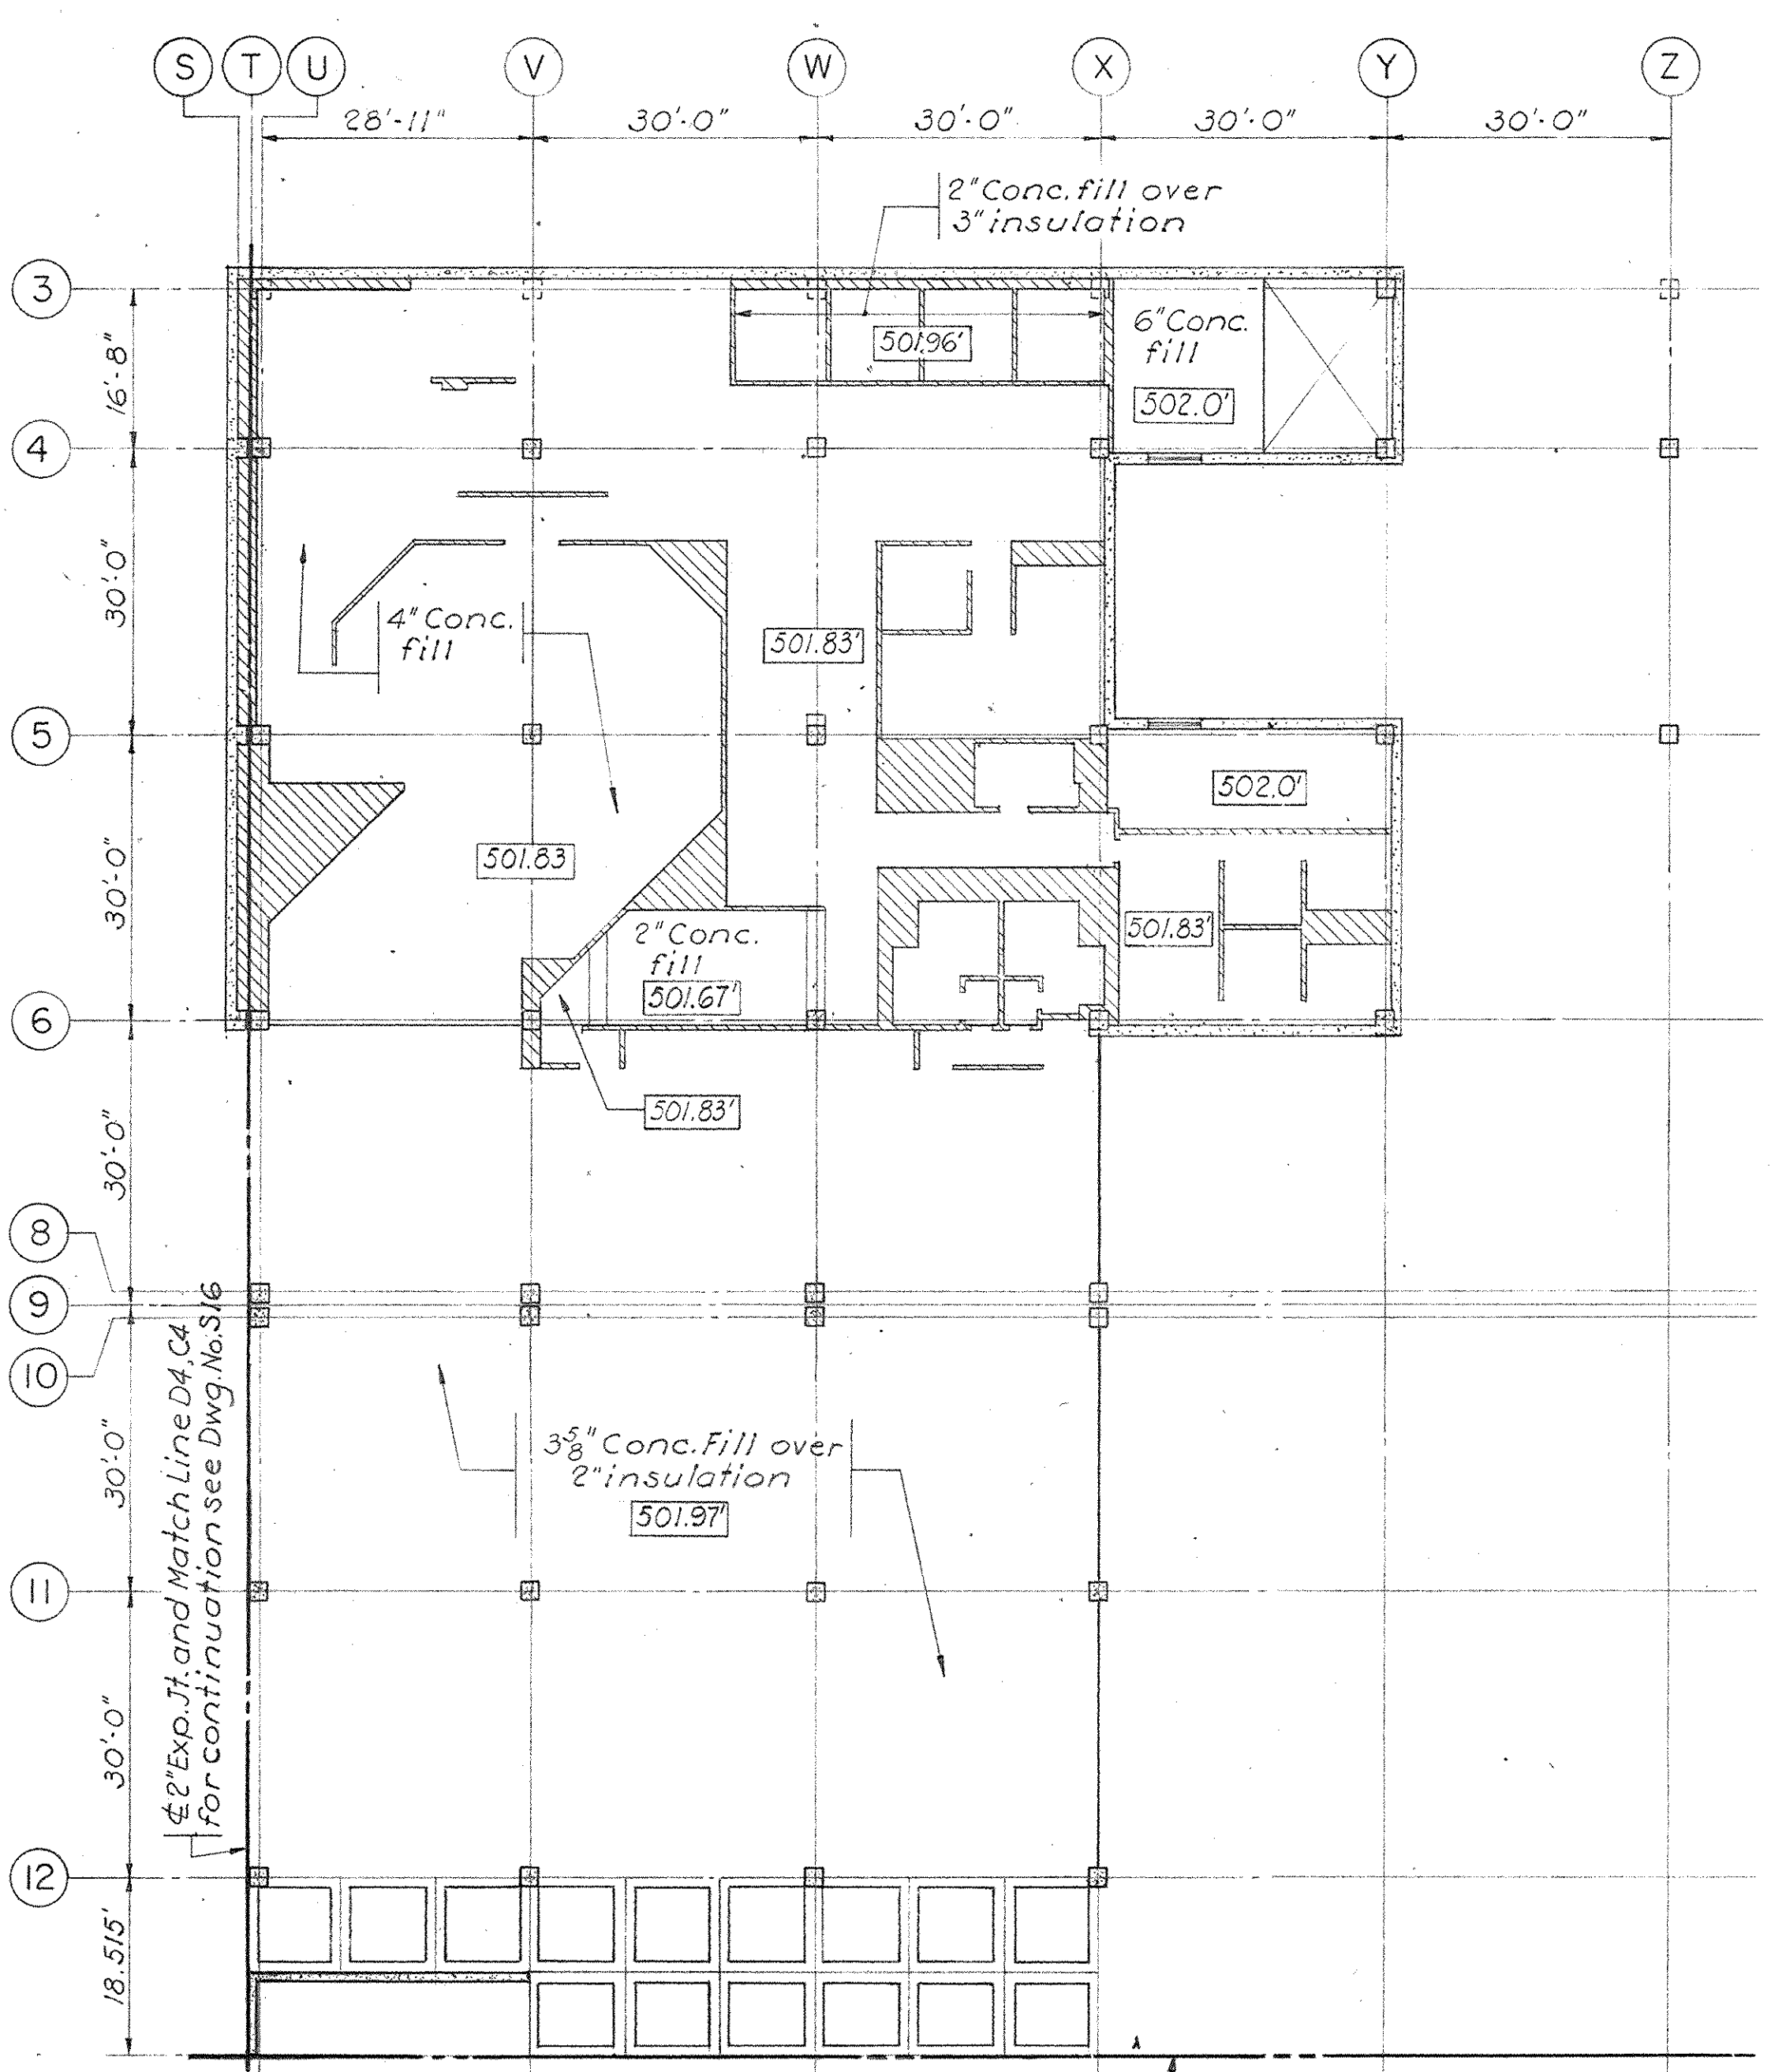 S T U V W X Y Z
28'-11" 30'-0" 30'-0" 30'-0" 30'-0"
2" Conc. fill over
3" insulation
3
501.96'
6" Conc.
fill
502.0'
16'-8"
4
30'-0"
4" Conc.
fill
501.83'
5
502.0'
30'-0"
501.83
2" Conc.
fill
501.67'
501.83'
6
501.83'
30'-0"
8
9
10
℄ 2" Exp. Jt. and Match Line D4, C4
for continuation see Dwg. No. S16
30'-0"
3 5/8" Conc. Fill over
2" insulation
501.97'
11
30'-0"
12
18.515'